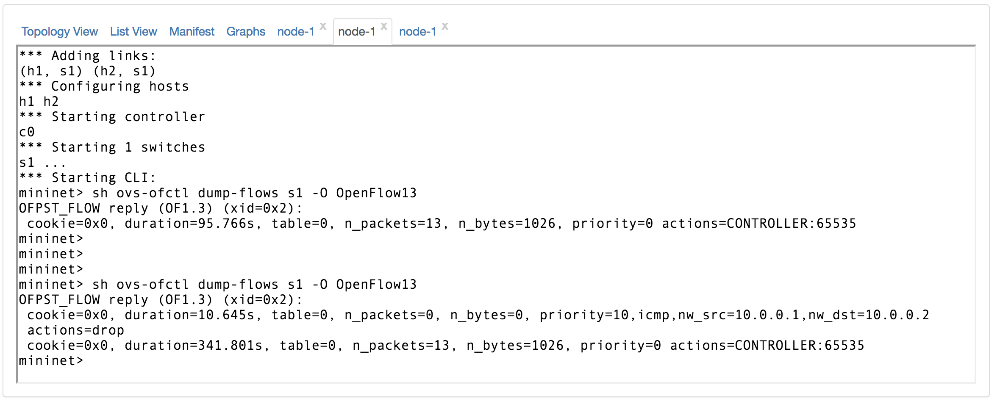 Topology View List View Manifest Graphs node-1 x node-1 x node-1 x
*** Adding links:
(h1, s1) (h2, s1)
*** Configuring hosts
h1 h2
*** Starting controller
c0
*** Starting 1 switches
s1 ...
*** Starting CLI:
mininet> sh ovs-ofctl dump-flows s1 -O OpenFlow13
OFPST_FLOW reply (OF1.3) (xid=0x2):
 cookie=0x0, duration=95.766s, table=0, n_packets=13, n_bytes=1026, priority=0 actions=CONTROLLER:65535
mininet>
mininet>
mininet>
mininet> sh ovs-ofctl dump-flows s1 -O OpenFlow13
OFPST_FLOW reply (OF1.3) (xid=0x2):
 cookie=0x0, duration=10.645s, table=0, n_packets=0, n_bytes=0, priority=10,icmp,nw_src=10.0.0.1,nw_dst=10.0.0.2
 actions=drop
 cookie=0x0, duration=341.801s, table=0, n_packets=13, n_bytes=1026, priority=0 actions=CONTROLLER:65535
mininet>